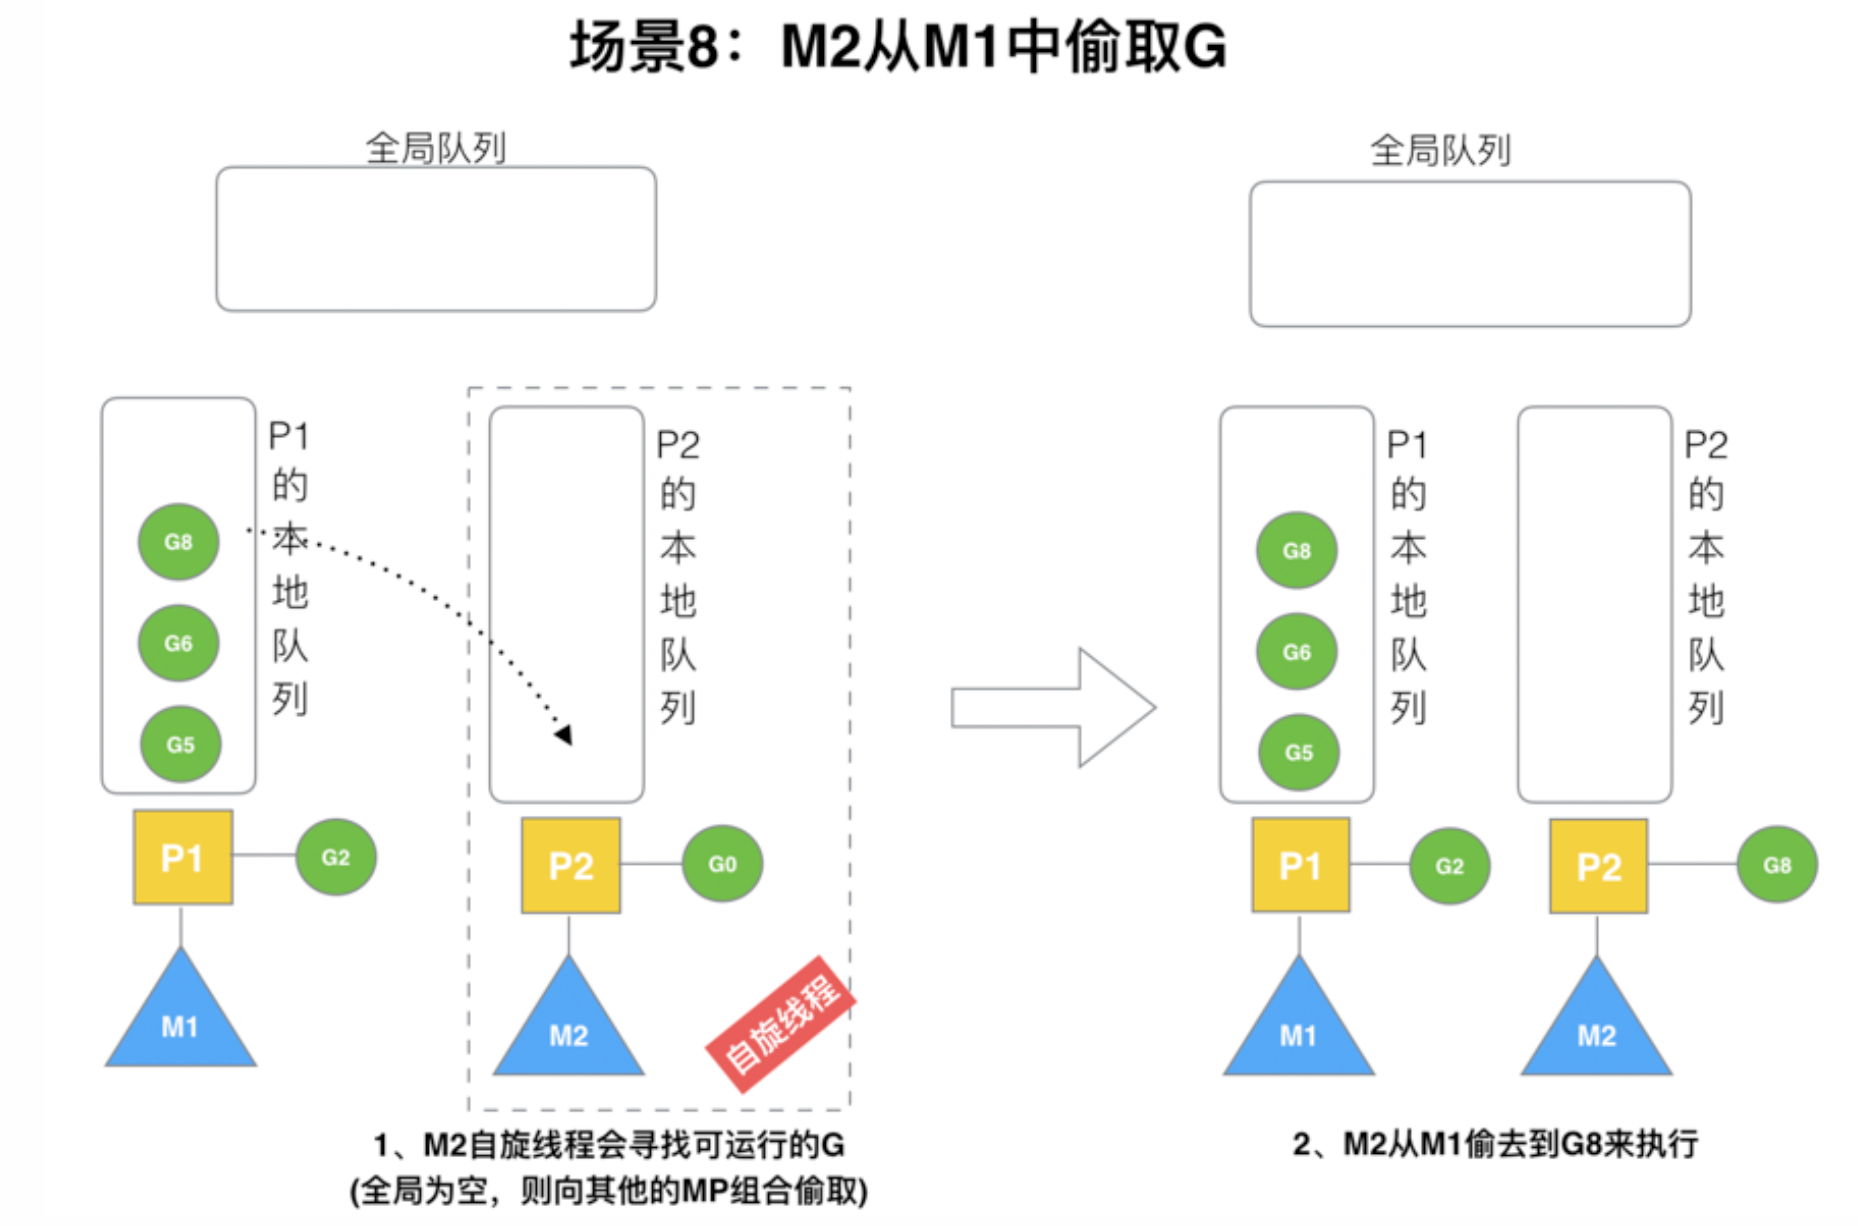 场景8：M2从M1中偷取G
全局队列
P1的本地队列
G8
G6
G5
P1
G2
M1
P2的本地队列
P2
G0
M2
自旋线程
1、M2自旋线程会寻找可运行的G
(全局为空，则向其他的MP组合偷取)
全局队列
P1的本地队列
G8
G6
G5
P1
G2
M1
P2的本地队列
P2
G8
M2
2、M2从M1偷去到G8来执行